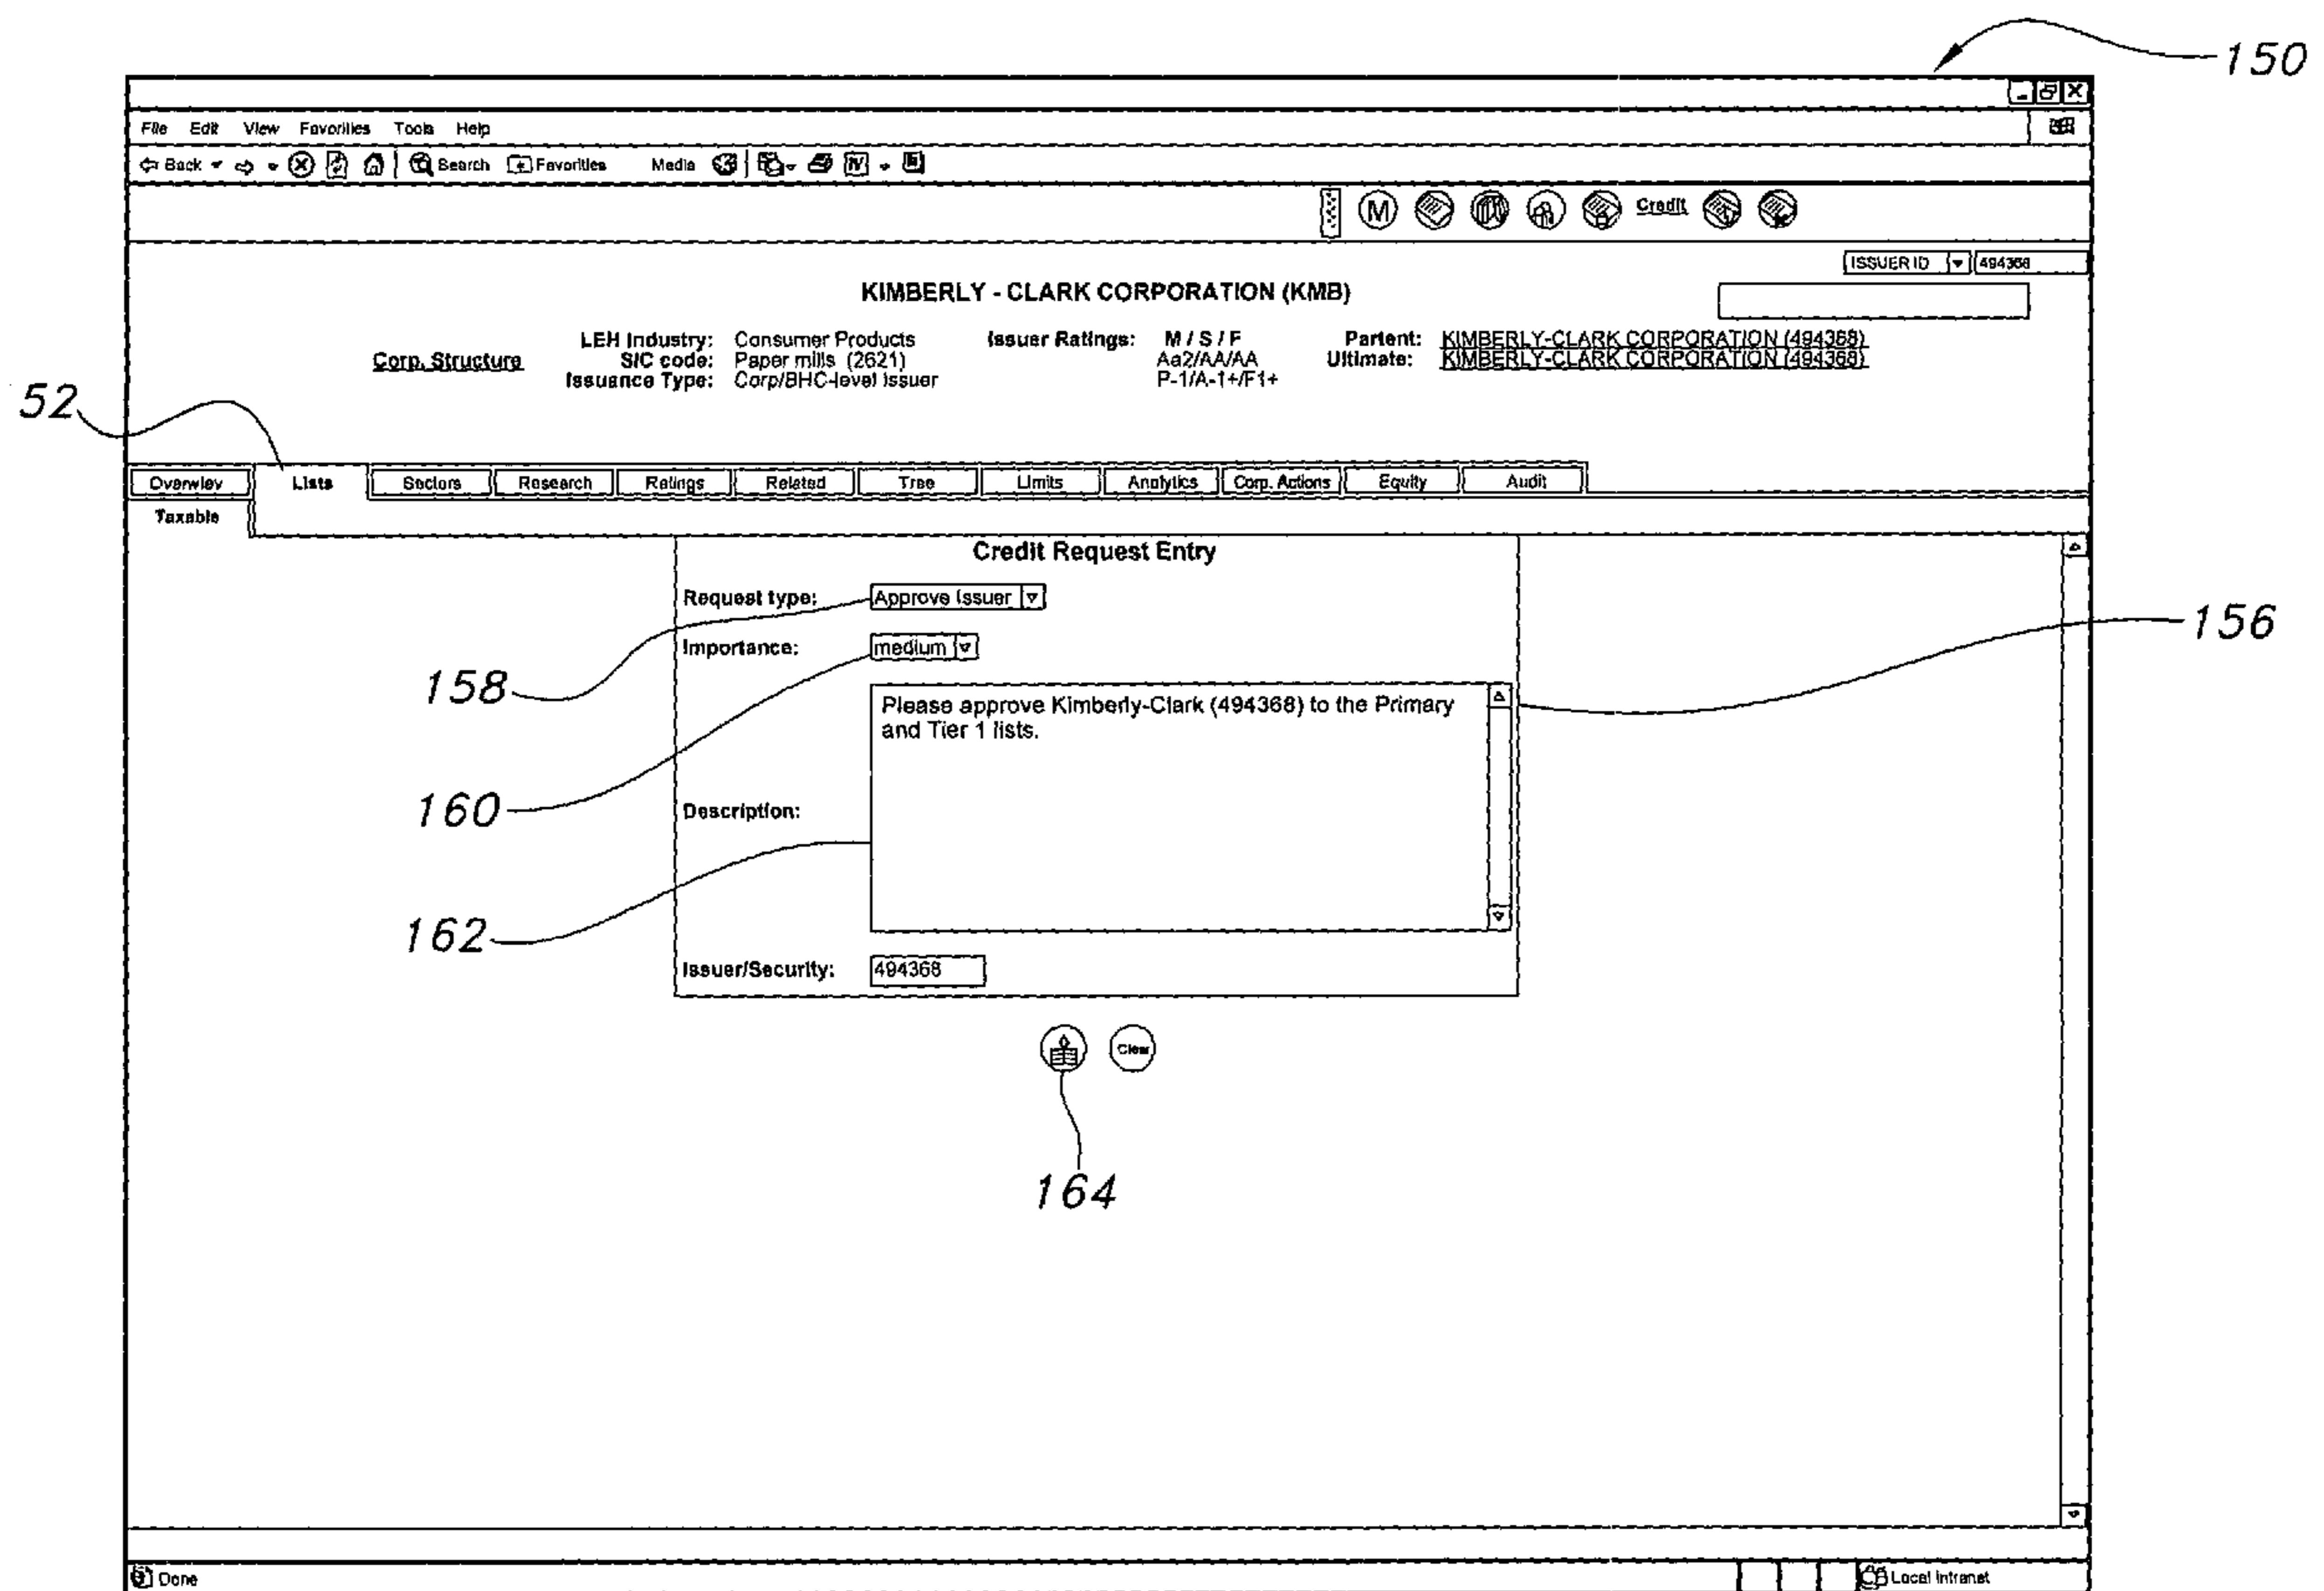 150
File Edit View Favorities Tools Help
Back Search Favorities Media
M Credit
ISSUER ID 494368
KIMBERLY - CLARK CORPORATION (KMB)
LEH Industry: Consumer Products Issuer Ratings: M / S / F Partent: KIMBERLY-CLARK CORPORATION (494368)
Corp. Structure SIC code: Paper mills (2621) Aa2/AA/AA Ultimate: KIMBERLY-CLARK CORPORATION (494368)
Issuance Type: Corp/BHC-level Issuer P-1/A-1+/F1+
52
Overwiev Lists Sectors Research Ratings Related Tree Limits Analytics Corp. Actions Equity Audit
Taxable
Credit Request Entry
Request type: Approve Issuer
156
Importance: medium
158
Please approve Kimberly-Clark (494368) to the Primary
and Tier 1 lists.
160
Description:
162
Issuer/Security: 494368
Clear
164
Done Local intranet